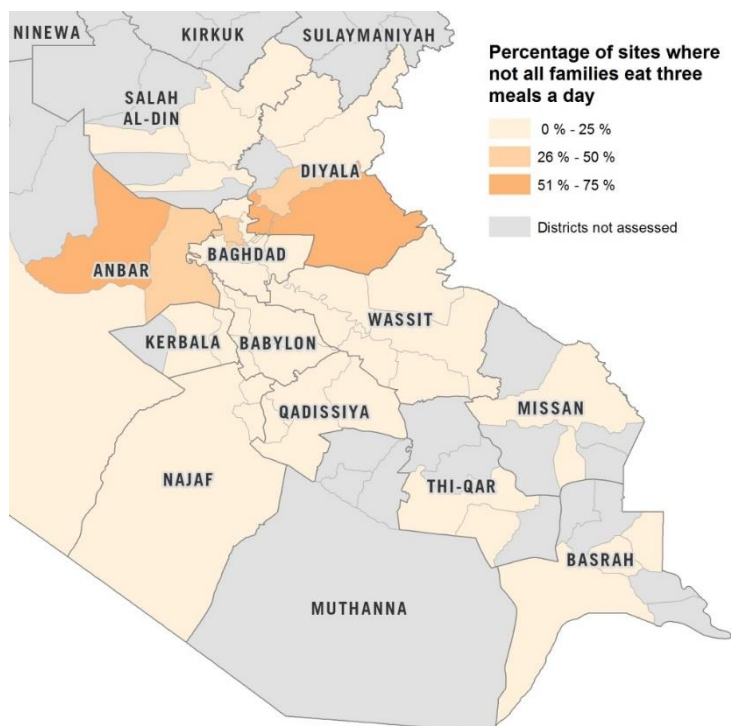 NINEWA
KIRKUK
SULAYMANIYAH
Percentage of sites where
not all families eat three
meals a day
0 % - 25 %
26 % - 50 %
51 % - 75 %
Districts not assessed
SALAH
AL-DIN
DIYALA
ANBAR
BAGHDAD
WASSIT
KERBALA
BABYLON
QADISSIYA
MISSAN
NAJAF
THI-QAR
BASRAH
MUTHANNA